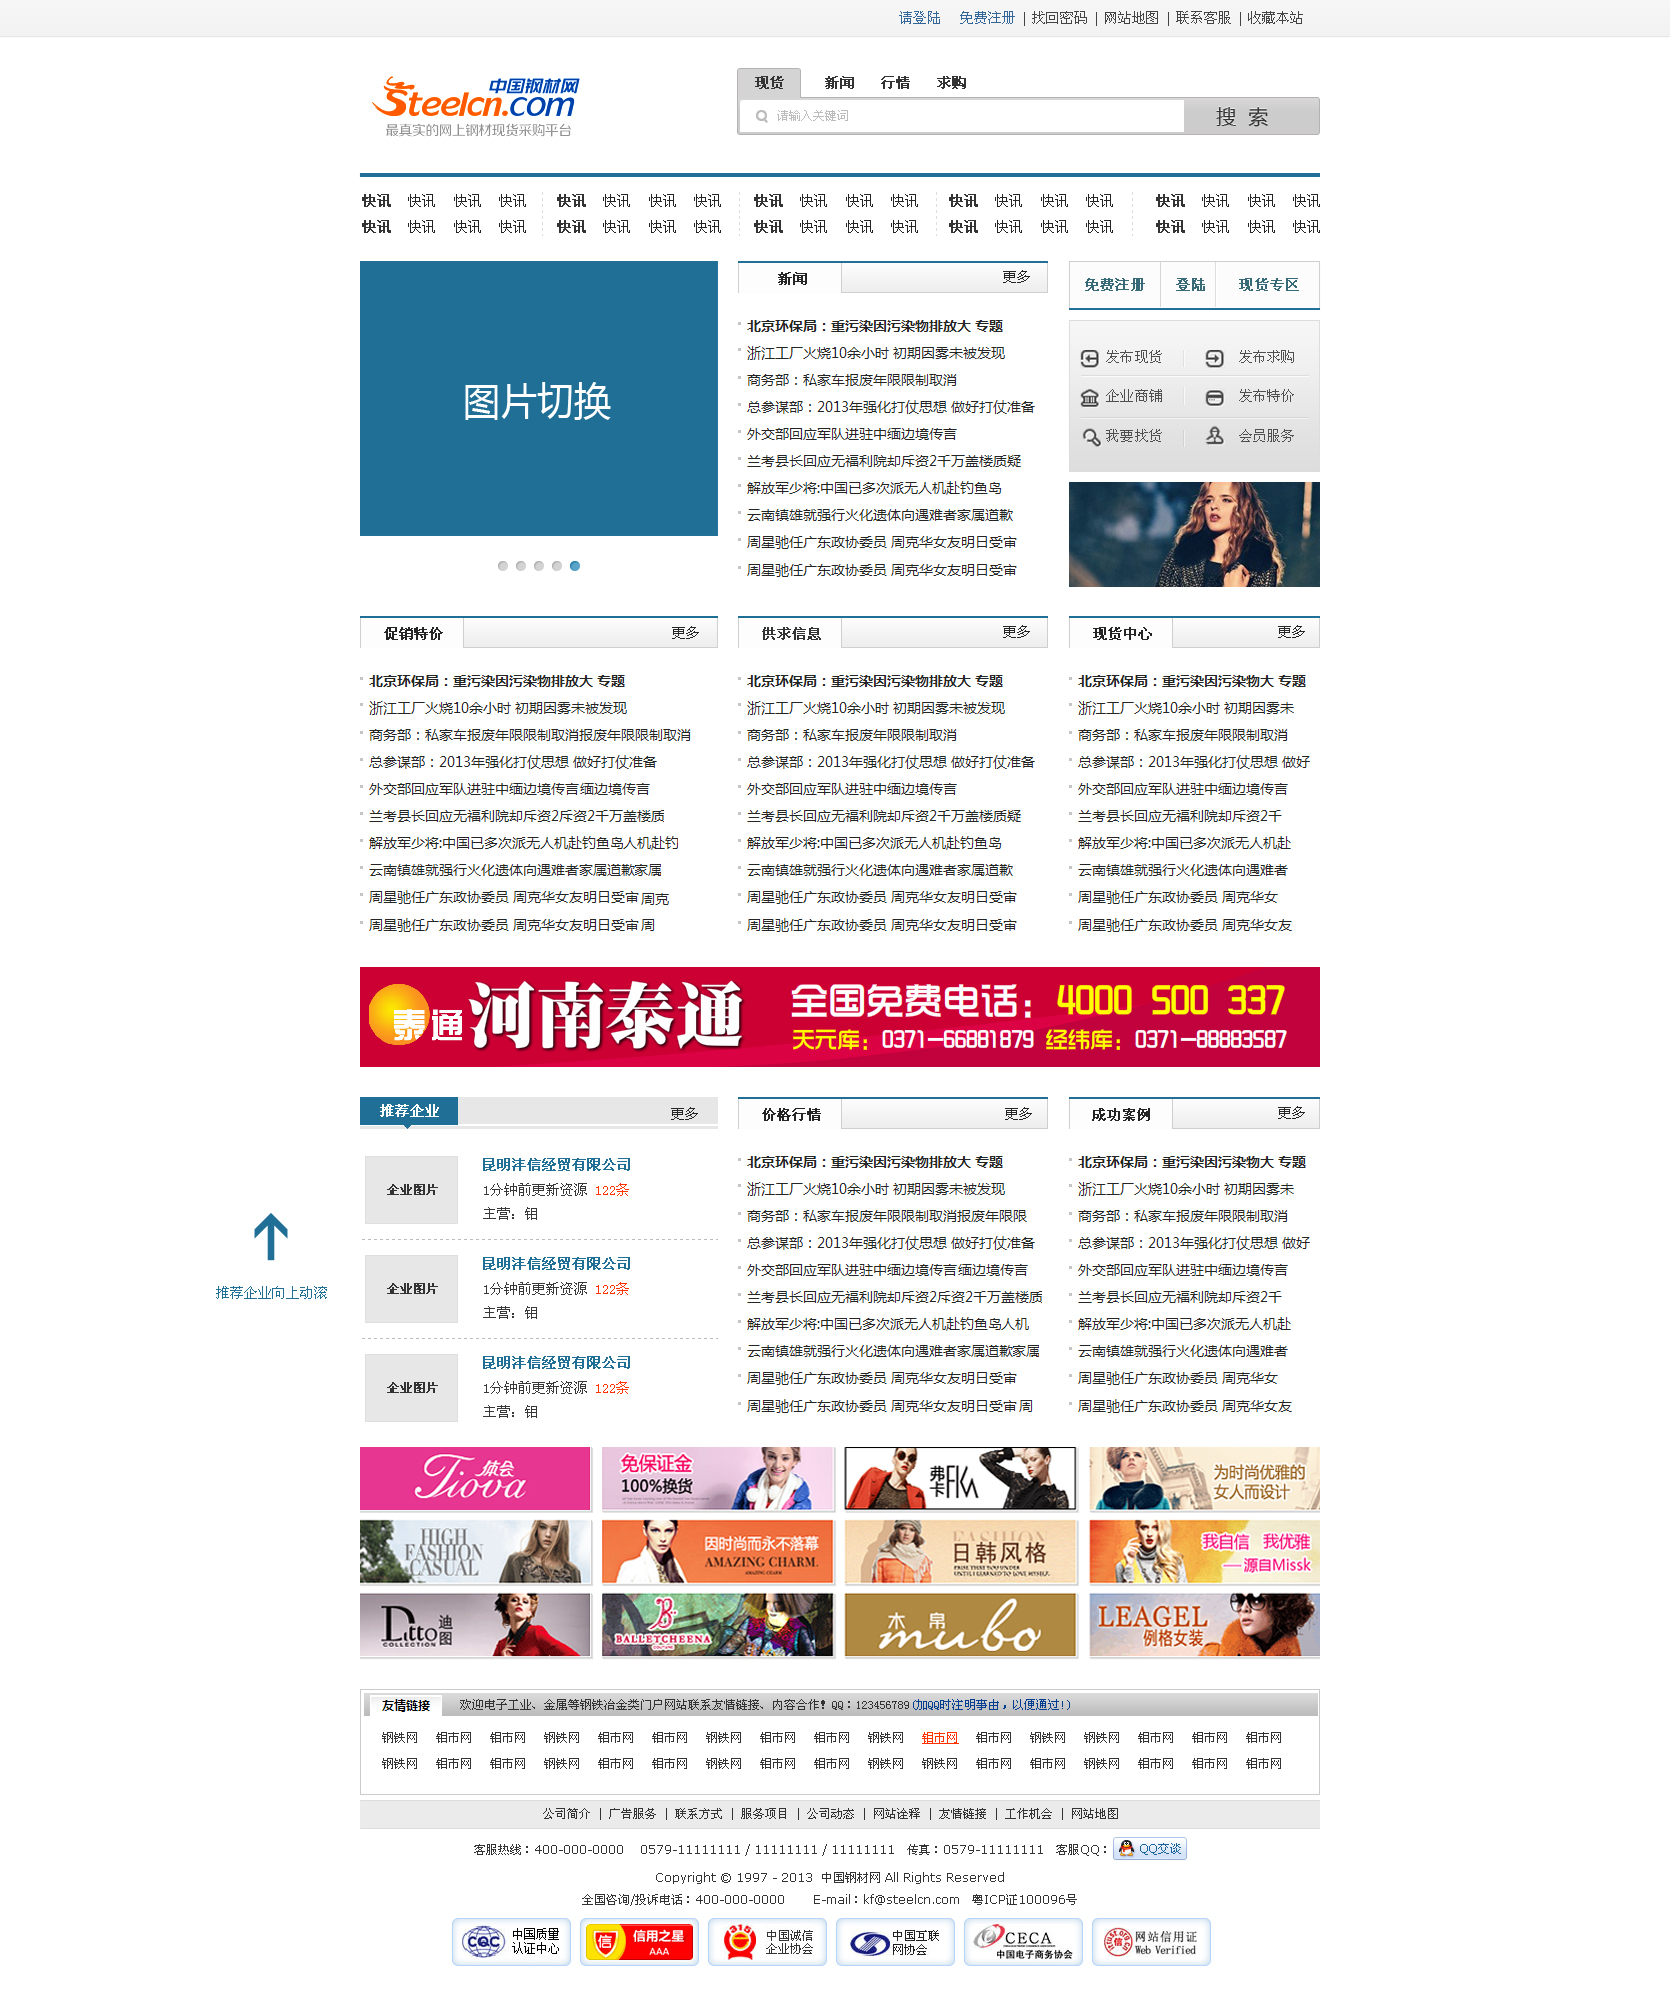 请登陆 免费注册 | 找回密码 | 网站地图 | 联系客服 | 收藏本站
中国钢材网
Steelcn.com
最真实的网上钢材现货采购平台
现货 新闻 行情 求购
请输入关键词 搜 索
快讯 快讯 快讯 快讯 快讯 快讯 快讯 快讯 快讯 快讯 快讯 快讯 快讯 快讯 快讯 快讯 快讯 快讯 快讯 快讯
快讯 快讯 快讯 快讯 快讯 快讯 快讯 快讯 快讯 快讯 快讯 快讯 快讯 快讯 快讯 快讯 快讯 快讯 快讯 快讯
图片切换
新闻 更多
北京环保局：重污染因污染物排放大 专题
浙江工厂火烧10余小时 初期因雾未被发现
商务部：私家车报废年限限制取消
总参谋部：2013年强化打仗思想 做好打仗准备
外交部回应军队进驻中缅边境传言
兰考县长回应无福利院却斥资2千万盖楼质疑
解放军少将:中国已多次派无人机赴钓鱼岛
云南镇雄就强行火化遗体向遇难者家属道歉
周星驰任广东政协委员 周克华女友明日受审
周星驰任广东政协委员 周克华女友明日受审
免费注册 登陆 现货专区
发布现货 发布求购
企业商铺 发布特价
我要找货 会员服务
促销特价 更多
北京环保局：重污染因污染物排放大 专题
浙江工厂火烧10余小时 初期因雾未被发现
商务部：私家车报废年限限制取消报废年限限制取消
总参谋部：2013年强化打仗思想 做好打仗准备
外交部回应军队进驻中缅边境传言缅边境传言
兰考县长回应无福利院却斥资2斥资2千万盖楼质
解放军少将:中国已多次派无人机赴钓鱼岛人机赴钓
云南镇雄就强行火化遗体向遇难者家属道歉家属
周星驰任广东政协委员 周克华女友明日受审 周克
周星驰任广东政协委员 周克华女友明日受审 周
供求信息 更多
北京环保局：重污染因污染物排放大 专题
浙江工厂火烧10余小时 初期因雾未被发现
商务部：私家车报废年限限制取消
总参谋部：2013年强化打仗思想 做好打仗准备
外交部回应军队进驻中缅边境传言
兰考县长回应无福利院却斥资2千万盖楼质疑
解放军少将:中国已多次派无人机赴钓鱼岛
云南镇雄就强行火化遗体向遇难者家属道歉
周星驰任广东政协委员 周克华女友明日受审
周星驰任广东政协委员 周克华女友明日受审
现货中心 更多
北京环保局：重污染因污染物大 专题
浙江工厂火烧10余小时 初期因雾未
商务部：私家车报废年限限制取消
总参谋部：2013年强化打仗思想 做好
外交部回应军队进驻中缅边境传言
兰考县长回应无福利院却斥资2千
解放军少将:中国已多次派无人机赴
云南镇雄就强行火化遗体向遇难者
周星驰任广东政协委员 周克华女
周星驰任广东政协委员 周克华女友
泰通 河南泰通
全国免费电话：4000 500 337
天元库：0371—66881879 经纬库：0371—88883587
推荐企业 更多
企业图片
昆明沣信经贸有限公司
1分钟前更新资源 122条
主营：钼
企业图片
昆明沣信经贸有限公司
1分钟前更新资源 122条
主营：钼
企业图片
昆明沣信经贸有限公司
1分钟前更新资源 122条
主营：钼
推荐企业向上动滚
价格行情 更多
北京环保局：重污染因污染物排放大 专题
浙江工厂火烧10余小时 初期因雾未被发现
商务部：私家车报废年限限制取消报废年限限
总参谋部：2013年强化打仗思想 做好打仗准备
外交部回应军队进驻中缅边境传言缅边境传言
兰考县长回应无福利院却斥资2斥资2千万盖楼质
解放军少将:中国已多次派无人机赴钓鱼岛人机
云南镇雄就强行火化遗体向遇难者家属道歉家属
周星驰任广东政协委员 周克华女友明日受审
周星驰任广东政协委员 周克华女友明日受审 周
成功案例 更多
北京环保局：重污染因污染物大 专题
浙江工厂火烧10余小时 初期因雾未
商务部：私家车报废年限限制取消
总参谋部：2013年强化打仗思想 做好
外交部回应军队进驻中缅边境传言
兰考县长回应无福利院却斥资2千
解放军少将:中国已多次派无人机赴
云南镇雄就强行火化遗体向遇难者
周星驰任广东政协委员 周克华女
周星驰任广东政协委员 周克华女友
Tiova 体会
免保证金
100%换货
弗卡 FKA
为时尚优雅的
女人而设计
HIGH
FASHION
CASUAL
因时尚而永不落幕
AMAZING CHARM.
AMAZING CHARM
FASHION
日韩风格
UNTIL I LEARNED TO LOVE MYSELF.
我自信 我优雅
—源自Missk
Ditto 迪图
COLLECTION
BALLETCHEENA
木帛
mubo
LEAGEL
例格女装
友情链接 欢迎电子工业、金属等钢铁冶金类门户网站联系友情链接、内容合作！QQ：123456789 (加QQ时注明事由，以便通过!)
钢铁网 钼市网 钼市网 钢铁网 钼市网 钼市网 钢铁网 钼市网 钼市网 钢铁网 钼市网 钼市网 钢铁网 钢铁网 钼市网 钼市网 钼市网
钢铁网 钼市网 钼市网 钢铁网 钼市网 钼市网 钢铁网 钼市网 钼市网 钢铁网 钢铁网 钼市网 钼市网 钢铁网 钼市网 钼市网 钼市网
公司简介 | 广告服务 | 联系方式 | 服务项目 | 公司动态 | 网站诠释 | 友情链接 | 工作机会 | 网站地图
客服热线：400-000-0000 0579-11111111 / 11111111 / 11111111 传真：0579-11111111 客服QQ： QQ交谈
Copyright © 1997 - 2013 中国钢材网 All Rights Reserved
全国咨询/投诉电话：400-000-0000 E-mail：kf@steelcn.com 粤ICP证100096号
CQC 中国质量
认证中心
信 信用之星
AAA
315 中国诚信
企业协会
中国互联
网协会
CECA
中国电子商务协会
信 网站信用证
Web Verified